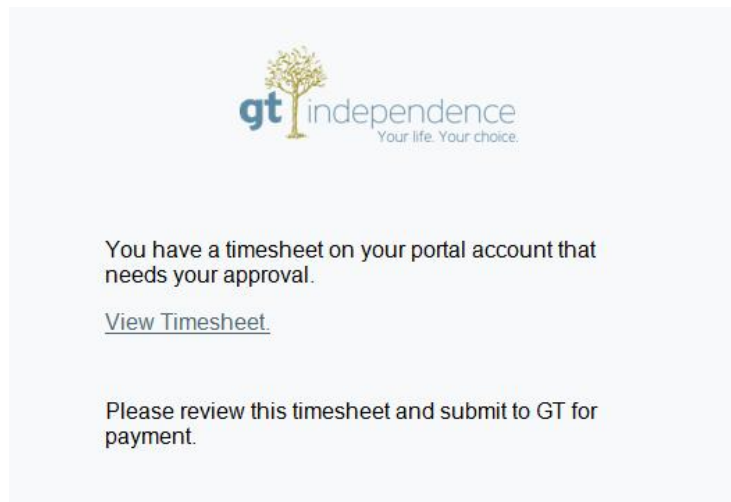 gt independence
Your life. Your choice.
You have a timesheet on your portal account that
needs your approval.
View Timesheet.
Please review this timesheet and submit to GT for
payment.